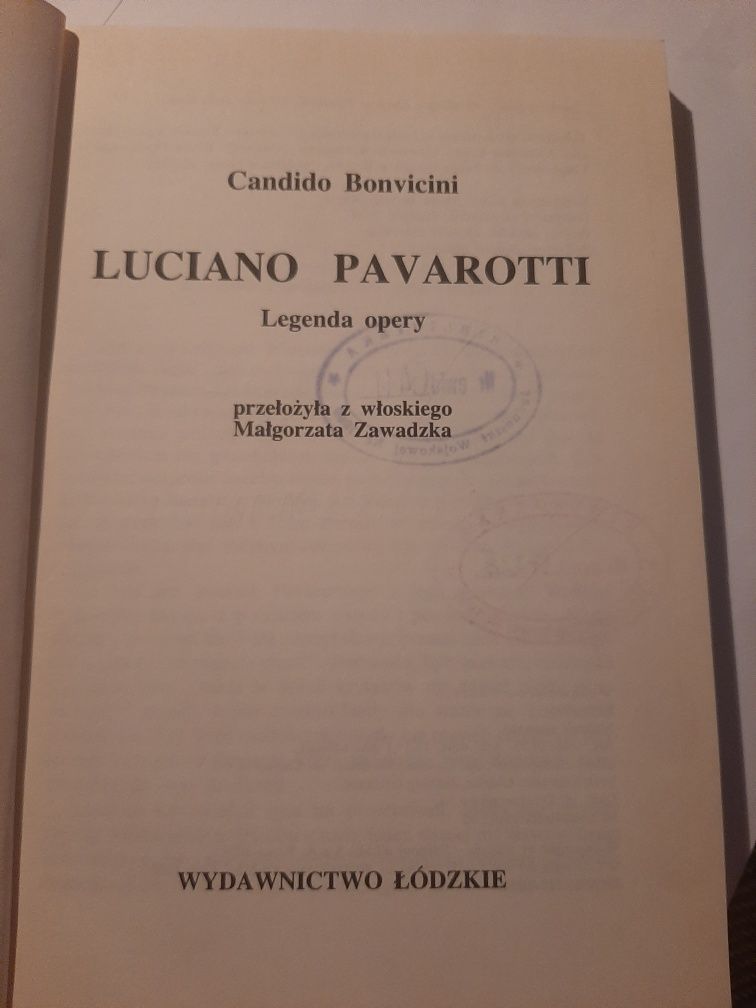 Candido Bonvicini
LUCIANO PAVAROTTI
Legenda opery
przełożyła z włoskiego
Małgorzata Zawadzka
WYDAWNICTWO ŁÓDZKIE